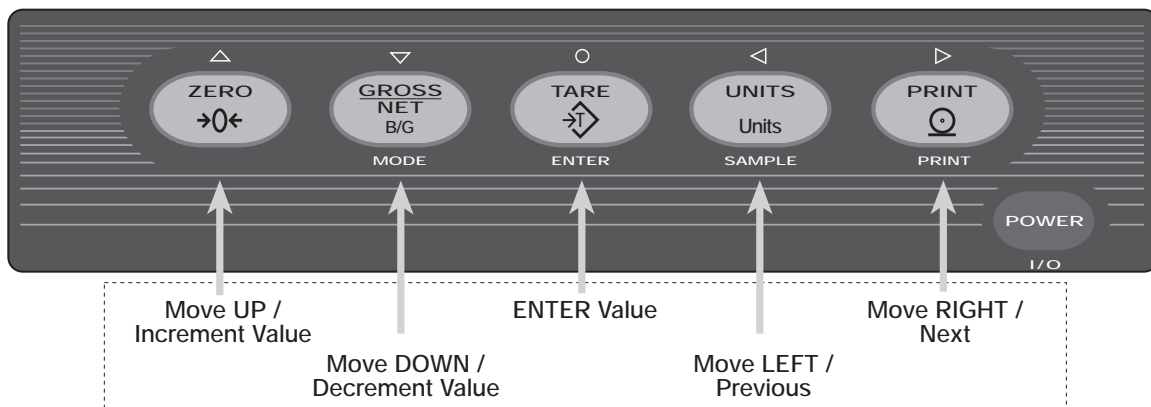 ZERO
→0←
GROSS
NET
B/G
MODE
TARE
→T←
ENTER
UNITS
Units
SAMPLE
PRINT
PRINT
POWER
I/O
Move UP /
Increment Value
Move DOWN /
Decrement Value
ENTER Value
Move LEFT /
Previous
Move RIGHT /
Next